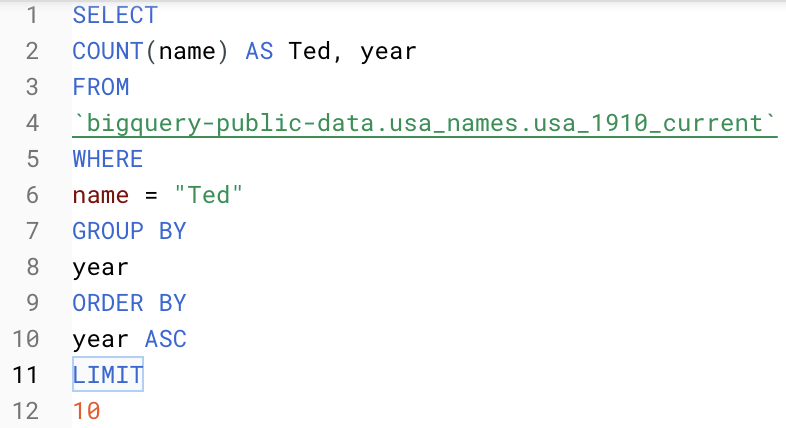 1 SELECT
2 COUNT(name) AS Ted, year
3 FROM
4 `bigquery-public-data.usa_names.usa_1910_current`
5 WHERE
6 name = "Ted"
7 GROUP BY
8 year
9 ORDER BY
10 year ASC
11 LIMIT
12 10